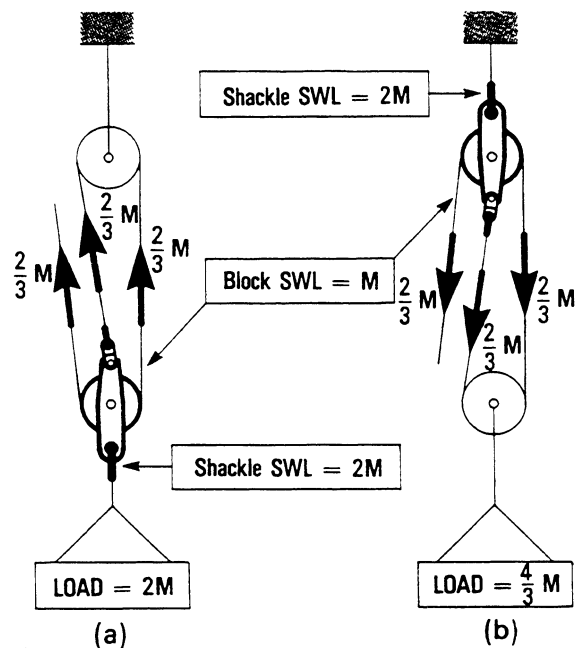 Shackle SWL = 2M
2/3 M
2/3 M
2/3 M
Block SWL = M
Shackle SWL = 2M
LOAD = 2M
(a)
2/3 M
2/3 M
2/3 M
LOAD = 4/3 M
(b)